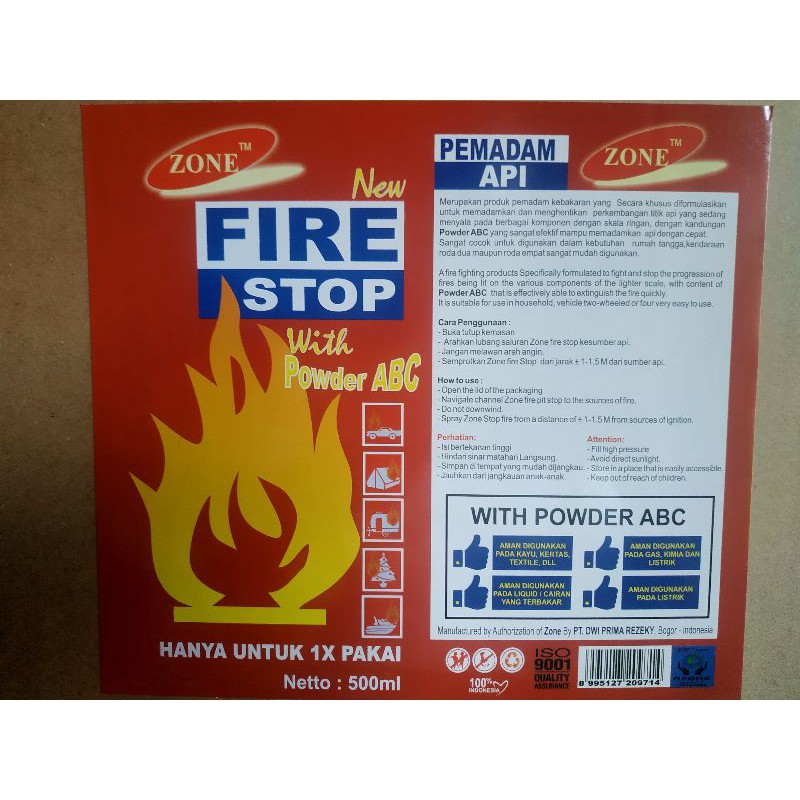 ZONE™
New
FIRE
STOP
With
Powder ABC
HANYA UNTUK 1X PAKAI
Netto : 500ml
PEMADAM
API
ZONE™
Merupakan produk pemadam kebakaran yang Secara khusus diformulasikan
untuk memadamkan dan menghentikan perkembangan titik api yang sedang
menyala pada berbagai komponen dengan skala ringan, dengan kandungan
Powder ABC yang sangat efektif mampu memadamkan api dengan cepat.
Sangat cocok untuk digunakan dalam kebutuhan rumah tangga,kendaraan
roda dua maupun roda empat sangat mudah digunakan.
A fire fighting products Specifically formulated to fight and stop the progression of
fires being lit on the various components of the lighter scale, with content of
Powder ABC that is effectively able to extinguish the fire quickly.
It is suitable for use in household, vehicle two-wheeled or four very easy to use.
Cara Penggunaan :
- Buka tutup kemasan
- Arahkan lubang saluran Zone fire stop kesumber api.
- Jangan melawan arah angin.
- Semprotkan Zone fire Stop dari jarak ± 1-1,5 M dari sumber api.
How to use :
- Open the lid of the packaging
- Navigate channel Zone fire pit stop to the sources of fire.
- Do not downwind.
- Spray Zone Stop fire from a distance of ± 1-1.5 M from sources of ignition.
Perhatian:
- Isi bertekanan tinggi
- Hindari sinar matahari Langsung.
- Simpan di tempat yang mudah dijangkau.
- Jauhkan dari jangkauan anak-anak.
Attention:
- Fill high pressure
- Avoid direct sunlight.
- Store in a place that is easily accessible.
- Keep out of reach of children.
WITH POWDER ABC
AMAN DIGUNAKAN
PADA KAYU, KERTAS,
TEXTILE, DLL
AMAN DIGUNAKAN
PADA GAS, KIMIA DAN
LISTRIK
AMAN DIGUNAKAN
PADA LIQUID / CAIRAN
YANG TERBAKAR
AMAN DIGUNAKAN
PADA LISTRIK
Manufactured by Authorization of Zone By PT. DWI PRIMA REZEKY, Bogor - indonesia
100%
INDONESIA
ISO
9001
QUALITY
ASSURANCE
8 995127 209714
OZONE